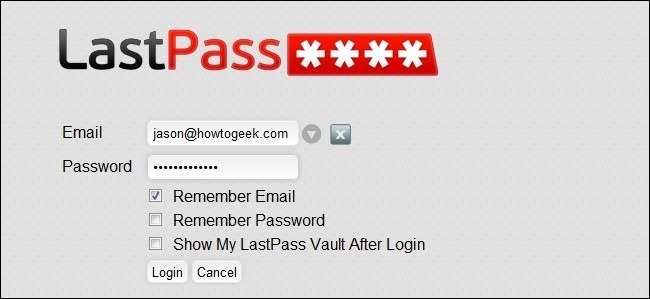 LastPass ****
Email jason@howtogeek.com
Password •••••••••••••
Remember Email
Remember Password
Show My LastPass Vault After Login
Login Cancel